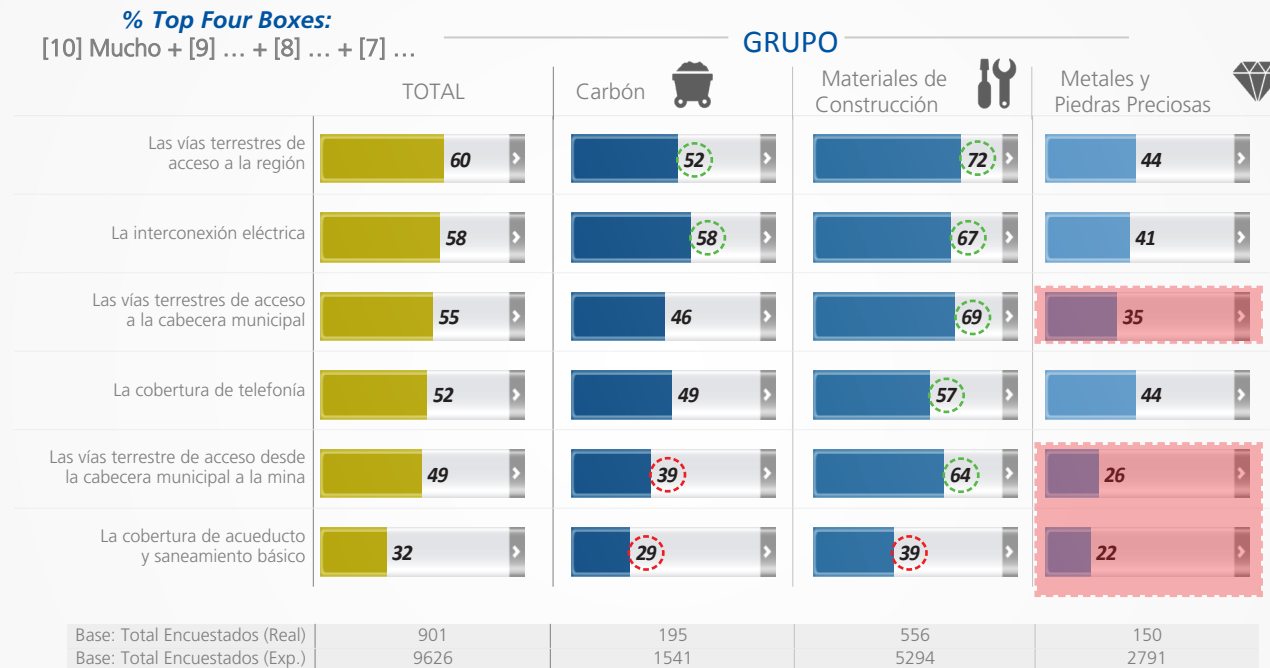 % Top Four Boxes:
[10] Mucho + [9] ... + [8] ... + [7] ...
GRUPO
TOTAL
Carbón
Materiales de
Construcción
Metales y
Piedras Preciosas
Las vías terrestres de
acceso a la región
60
52
72
44
La interconexión eléctrica
58
58
67
41
Las vías terrestres de acceso
a la cabecera municipal
55
46
69
35
La cobertura de telefonía
52
49
57
44
Las vías terrestre de acceso desde
la cabecera municipal a la mina
49
39
64
26
La cobertura de acueducto
y saneamiento básico
32
29
39
22
Base: Total Encuestados (Real) 901 195 556 150
Base: Total Encuestados (Exp.) 9626 1541 5294 2791